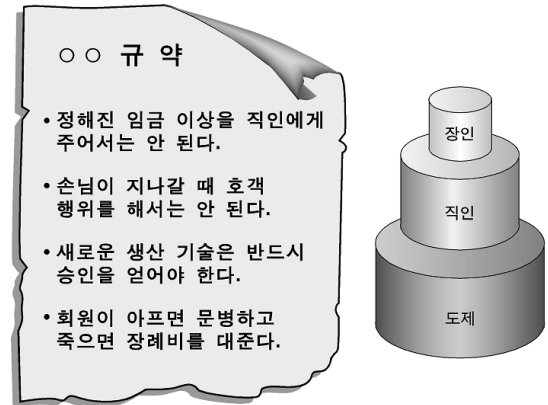 ○○ 규 약
• 정해진 임금 이상을 직인에게
주어서는 안 된다.
• 손님이 지나갈 때 호객
행위를 해서는 안 된다.
• 새로운 생산 기술은 반드시
승인을 얻어야 한다.
• 회원이 아프면 문병하고
죽으면 장례비를 대준다.
장인
직인
도제